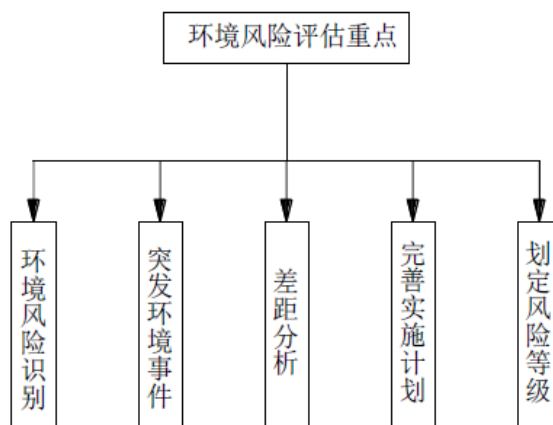 环境风险评估重点
环境风险识别
突发环境事件
差距分析
完善实施计划
划定风险等级